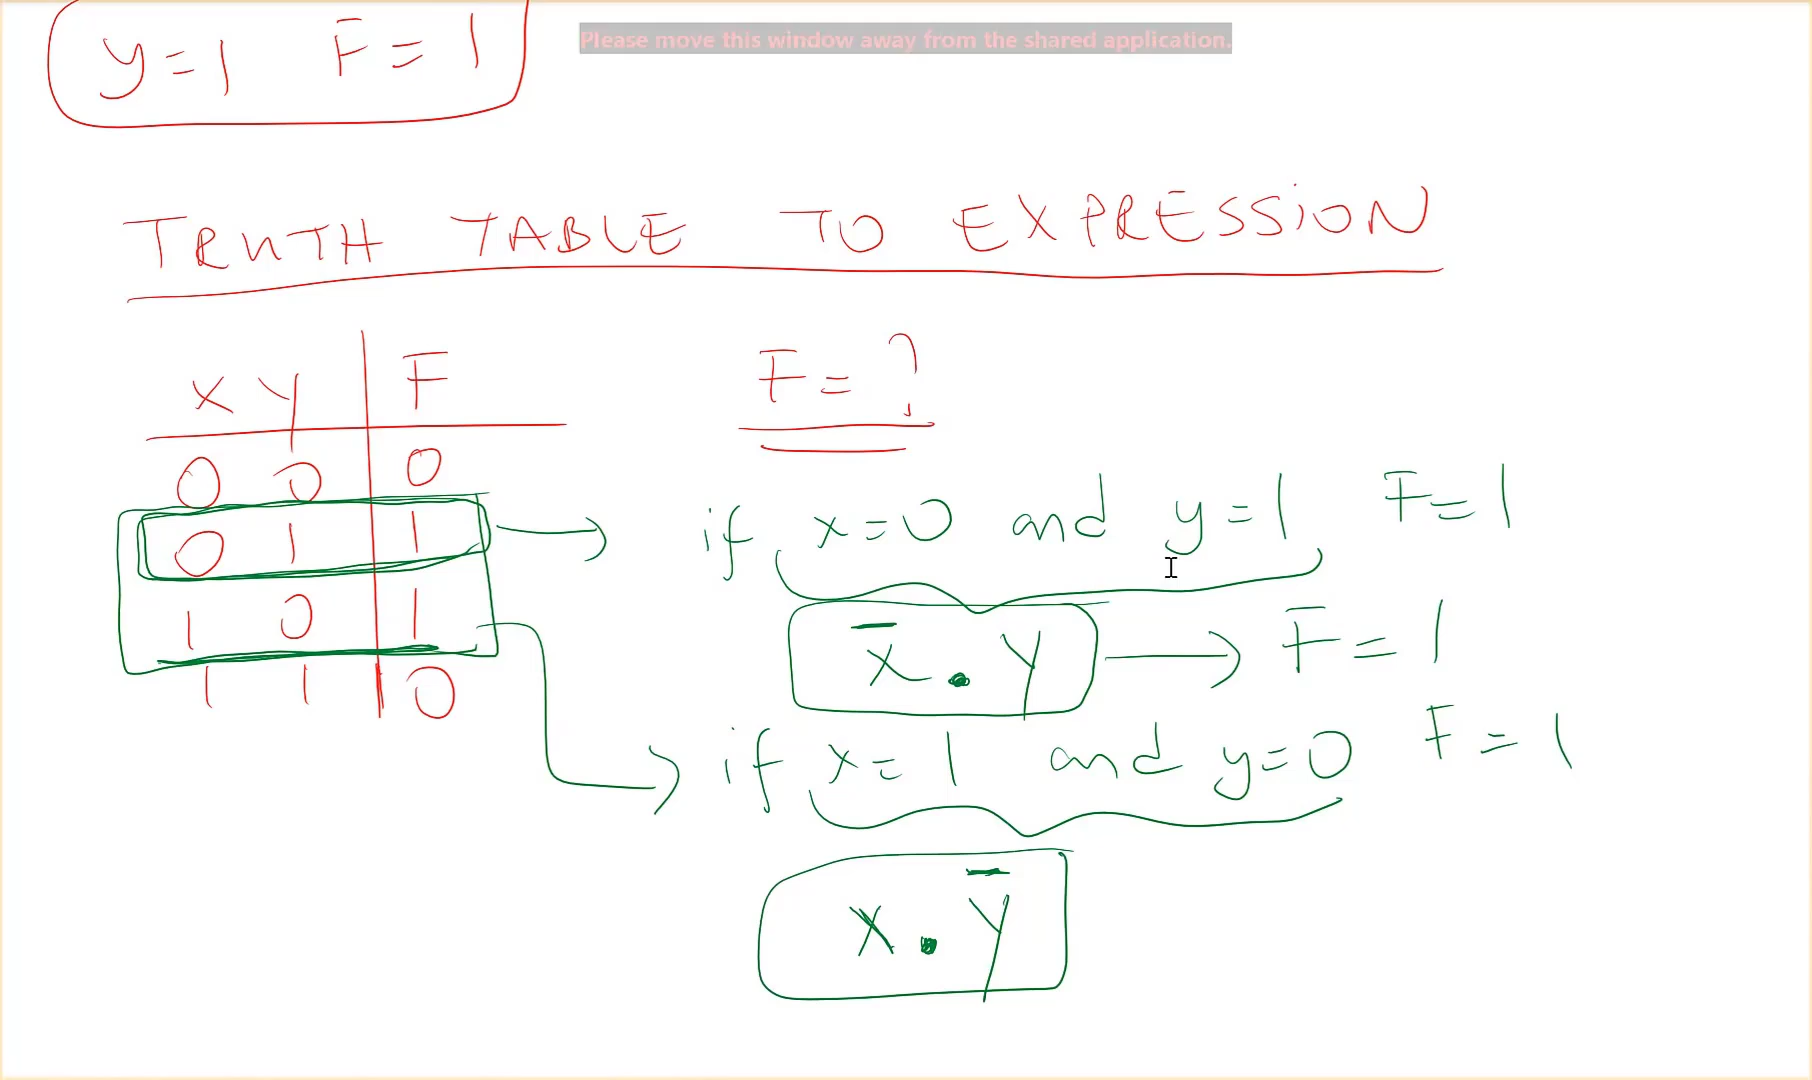 y=1 F=1
Please move this window away from the shared application.
TRUTH TABLE TO EXPRESSION
x y F
F = ?
0 0 0
0 1 1
if x=0 and y=1 F=1
1 0 1
x̅ . y → F = 1
1 1 0
if x=1 and y=0 F=1
x . y̅